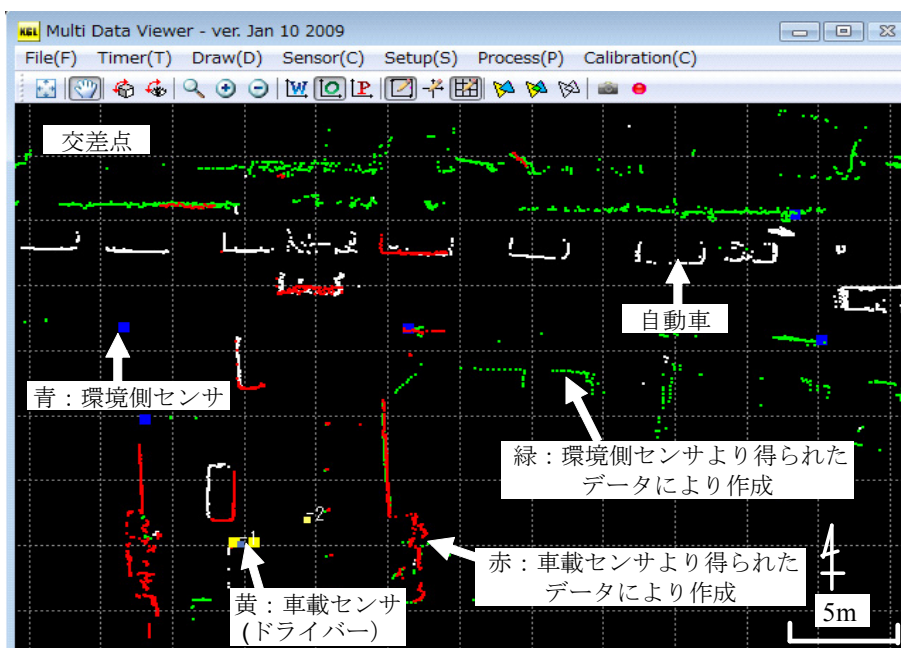 KGL Multi Data Viewer - ver. Jan 10 2009
File(F) Timer(T) Draw(D) Sensor(C) Setup(S) Process(P) Calibration(C)
W O P
交差点
自動車
青：環境側センサ
緑：環境側センサより得られた
データにより作成
-2
-1
赤：車載センサより得られた
データにより作成
黄：車載センサ
(ドライバー）
4
5m